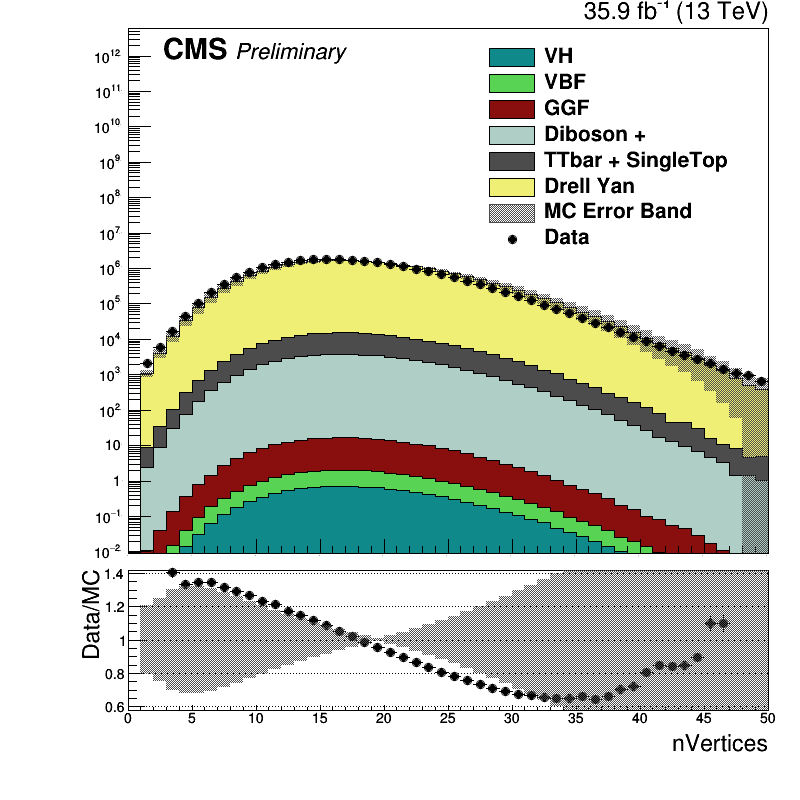 35.9 fb⁻¹ (13 TeV)
CMS Preliminary
VH
VBF
GGF
Diboson +
TTbar + SingleTop
Drell Yan
MC Error Band
Data
10¹²
10¹¹
10¹⁰
10⁹
10⁸
10⁷
10⁶
10⁵
10⁴
10³
10²
10
1
10⁻¹
10⁻²
Data/MC
1.4
1.2
1
0.8
0.6
0 5 10 15 20 25 30 35 40 45 50
nVertices